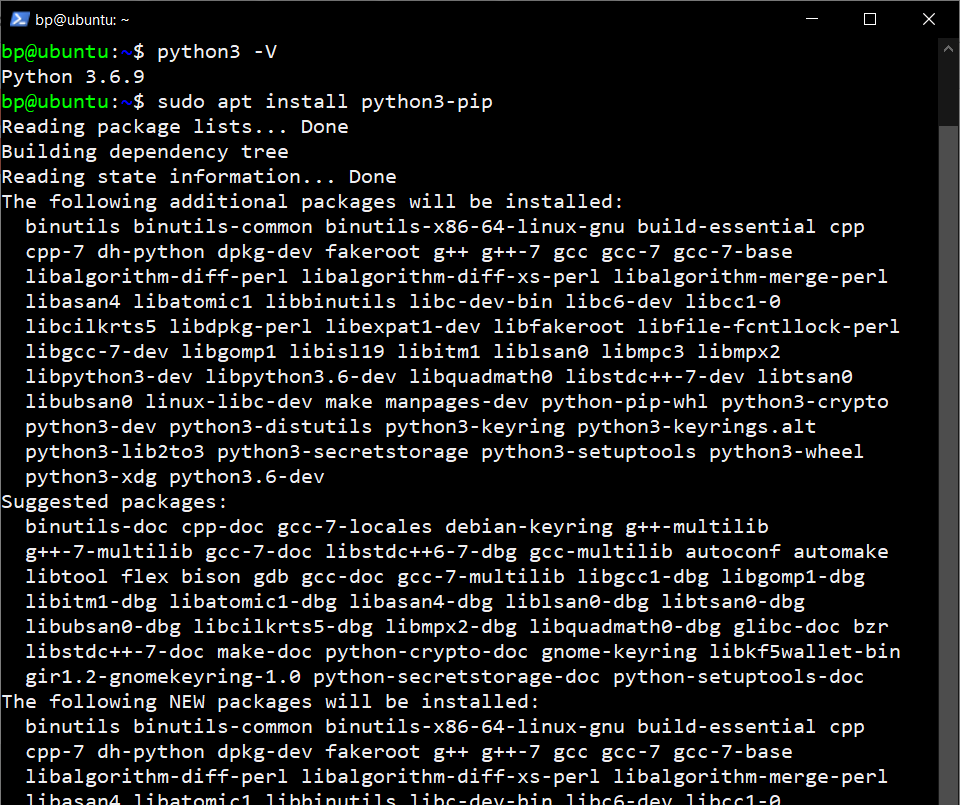 bp@ubuntu: ~
bp@ubuntu:~$ python3 -V
Python 3.6.9
bp@ubuntu:~$ sudo apt install python3-pip
Reading package lists... Done
Building dependency tree
Reading state information... Done
The following additional packages will be installed:
  binutils binutils-common binutils-x86-64-linux-gnu build-essential cpp
  cpp-7 dh-python dpkg-dev fakeroot g++ g++-7 gcc gcc-7 gcc-7-base
  libalgorithm-diff-perl libalgorithm-diff-xs-perl libalgorithm-merge-perl
  libasan4 libatomic1 libbinutils libc-dev-bin libc6-dev libcc1-0
  libcilkrts5 libdpkg-perl libexpat1-dev libfakeroot libfile-fcntllock-perl
  libgcc-7-dev libgomp1 libisl19 libitm1 liblsan0 libmpc3 libmpx2
  libpython3-dev libpython3.6-dev libquadmath0 libstdc++-7-dev libtsan0
  libubsan0 linux-libc-dev make manpages-dev python-pip-whl python3-crypto
  python3-dev python3-distutils python3-keyring python3-keyrings.alt
  python3-lib2to3 python3-secretstorage python3-setuptools python3-wheel
  python3-xdg python3.6-dev
Suggested packages:
  binutils-doc cpp-doc gcc-7-locales debian-keyring g++-multilib
  g++-7-multilib gcc-7-doc libstdc++6-7-dbg gcc-multilib autoconf automake
  libtool flex bison gdb gcc-doc gcc-7-multilib libgcc1-dbg libgomp1-dbg
  libitm1-dbg libatomic1-dbg libasan4-dbg liblsan0-dbg libtsan0-dbg
  libubsan0-dbg libcilkrts5-dbg libmpx2-dbg libquadmath0-dbg glibc-doc bzr
  libstdc++-7-doc make-doc python-crypto-doc gnome-keyring libkf5wallet-bin
  gir1.2-gnomekeyring-1.0 python-secretstorage-doc python-setuptools-doc
The following NEW packages will be installed:
  binutils binutils-common binutils-x86-64-linux-gnu build-essential cpp
  cpp-7 dh-python dpkg-dev fakeroot g++ g++-7 gcc gcc-7 gcc-7-base
  libalgorithm-diff-perl libalgorithm-diff-xs-perl libalgorithm-merge-perl
  libasan4 libatomic1 libbinutils libc-dev-bin libc6-dev libcc1-0